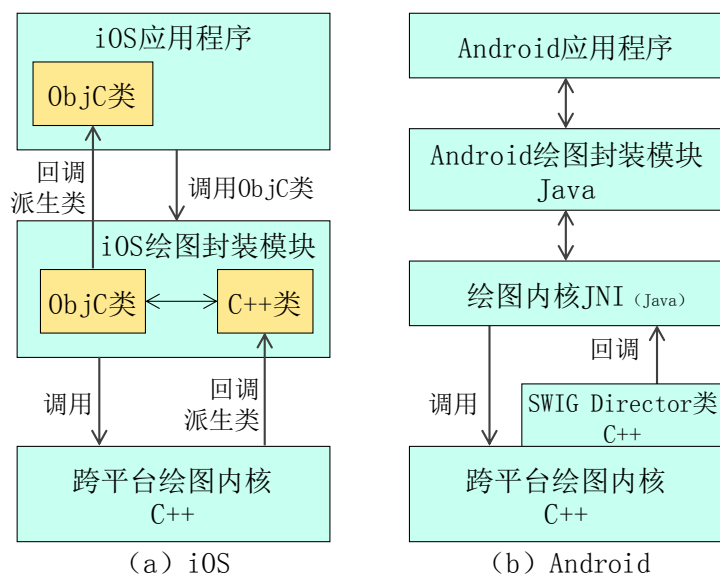 iOS应用程序
ObjC类
回调
派生类
调用ObjC类
iOS绘图封装模块
ObjC类
C++类
调用
回调
派生类
跨平台绘图内核
C++
（a）iOS
Android应用程序
Android绘图封装模块
Java
绘图内核JNI（Java）
回调
调用
SWIG Director类
C++
跨平台绘图内核
C++
（b）Android